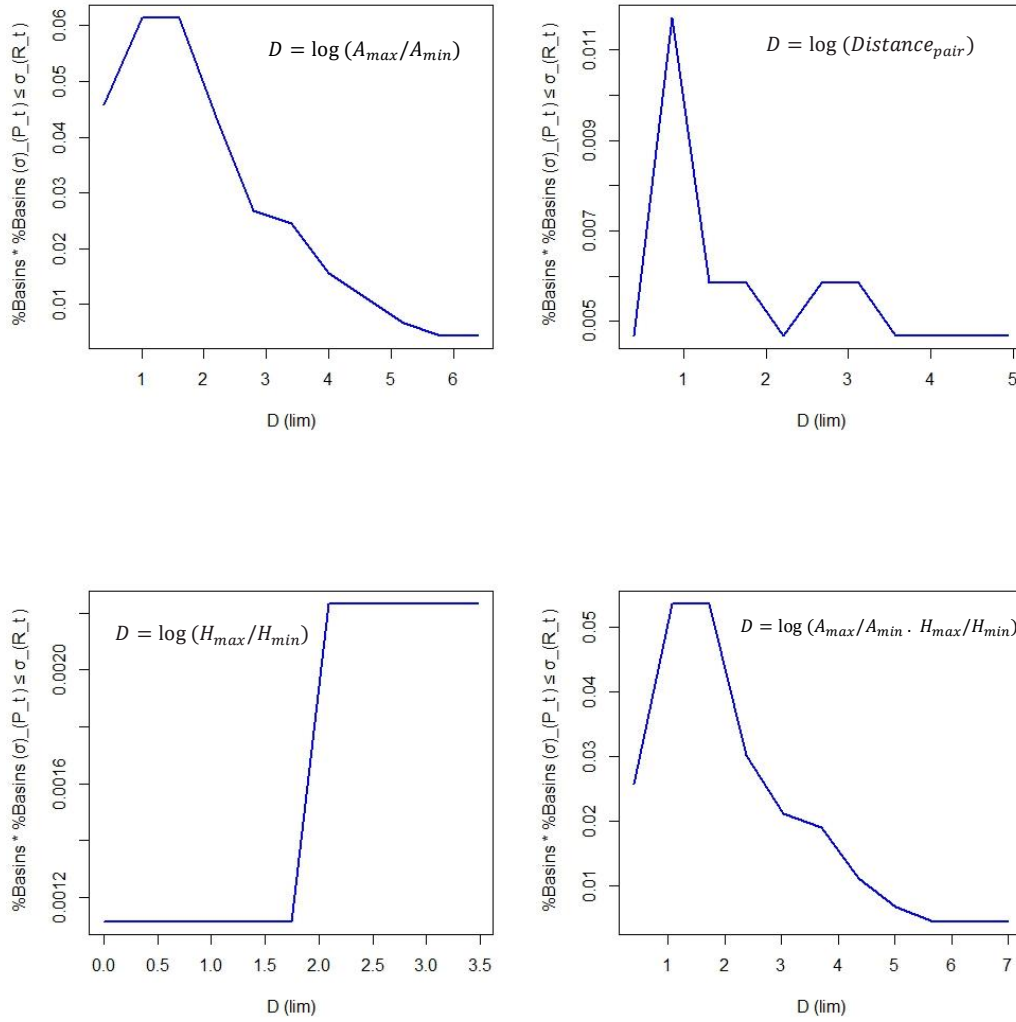 %Basins * %Basins (σ)_(P_t ) ≤ σ_(R_t )
0.06
0.05
0.04
0.03
0.02
0.01
D = log (A_max/A_min)
1 2 3 4 5 6
D (lim)
%Basins * %Basins (σ)_(P_t ) ≤ σ_(R_t )
0.011
0.009
0.007
0.005
D = log (Distance_pair)
1 2 3 4 5
D (lim)
%Basins * %Basins (σ)_(P_t ) ≤ σ_(R_t )
0.0020
0.0016
0.0012
D = log (H_max/H_min)
0.0 0.5 1.0 1.5 2.0 2.5 3.0 3.5
D (lim)
%Basins * %Basins (σ)_(P_t ) ≤ σ_(R_t )
0.05
0.04
0.03
0.02
0.01
D = log (A_max/A_min . H_max/H_min)
1 2 3 4 5 6 7
D (lim)